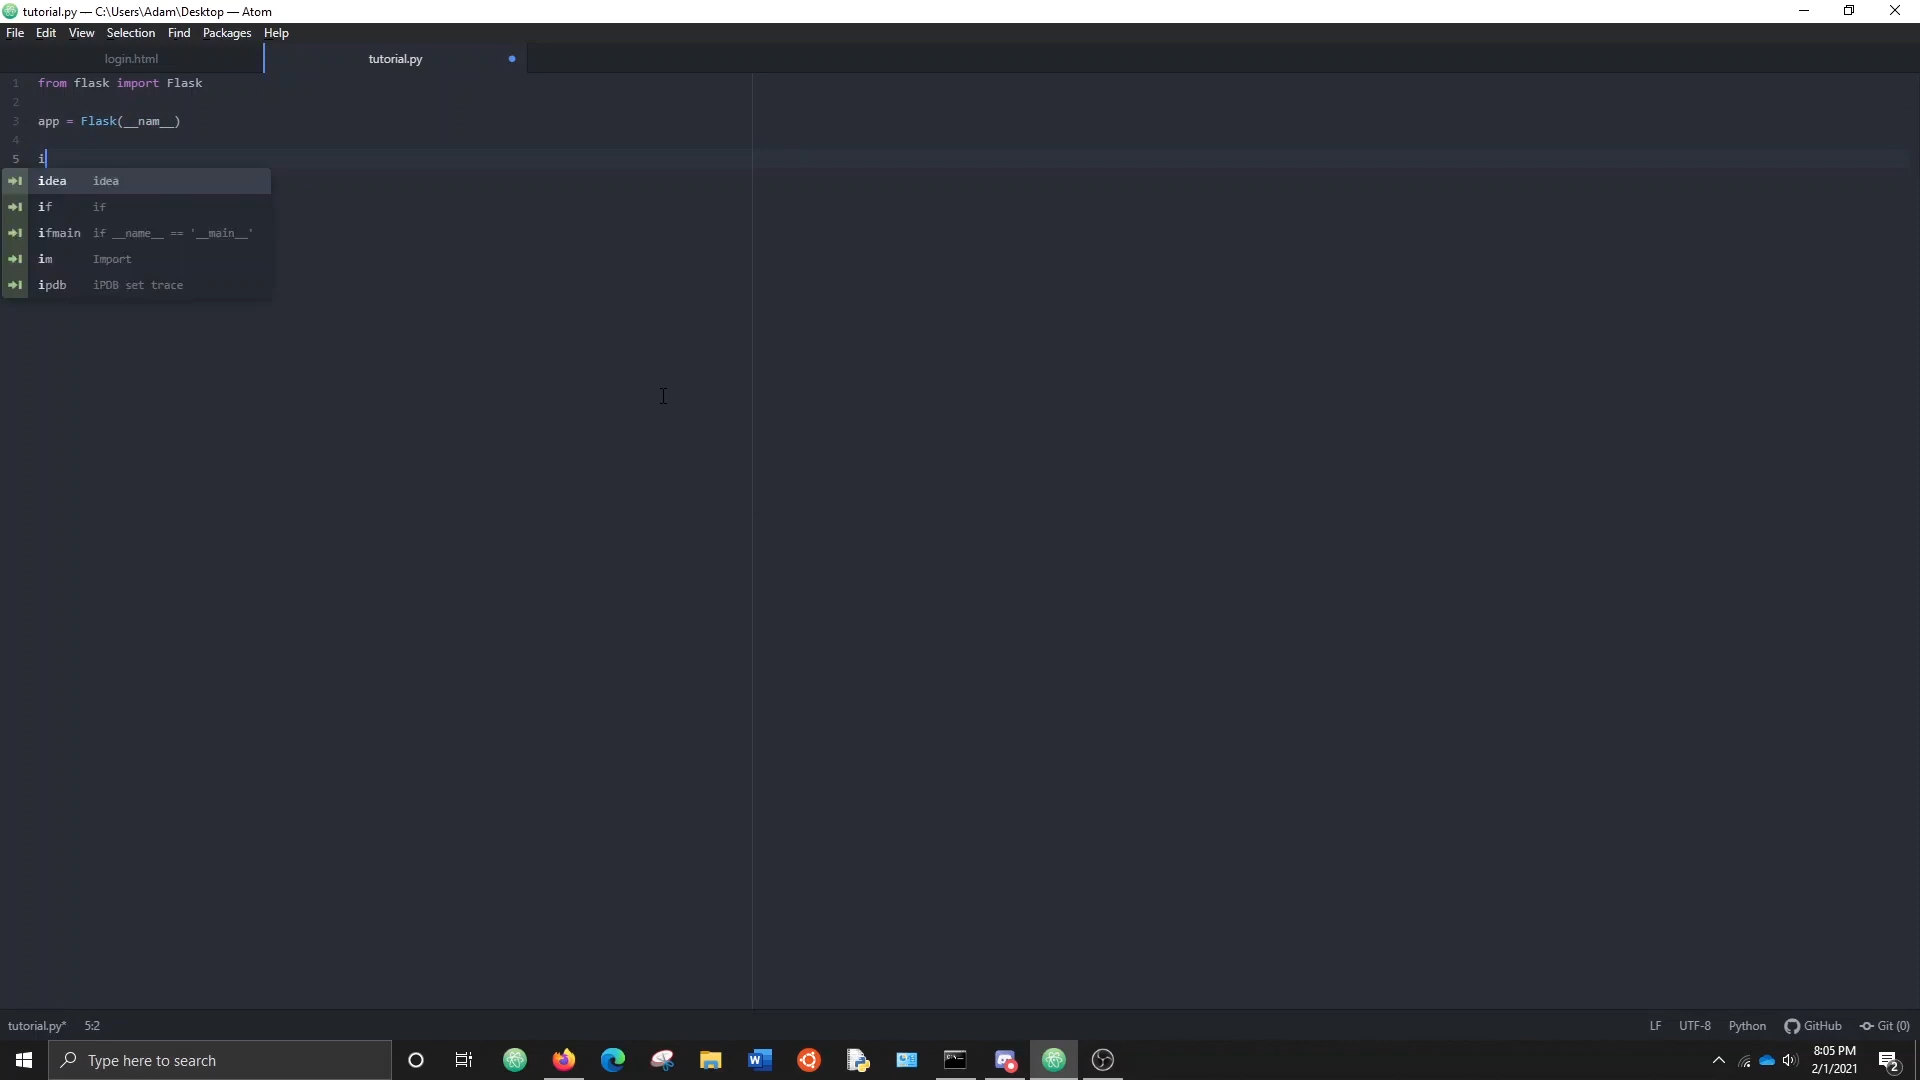 tutorial.py — C:\Users\Adam\Desktop — Atom
File Edit View Selection Find Packages Help
login.html tutorial.py
1 from flask import Flask
2
3 app = Flask(__nam__)
4
5 i
idea idea
if if
ifmain if __name__ == '__main__'
im Import
ipdb iPDB set trace
tutorial.py* 5:2 LF UTF-8 Python GitHub Git (0)
Type here to search
8:05 PM
2/1/2021
2